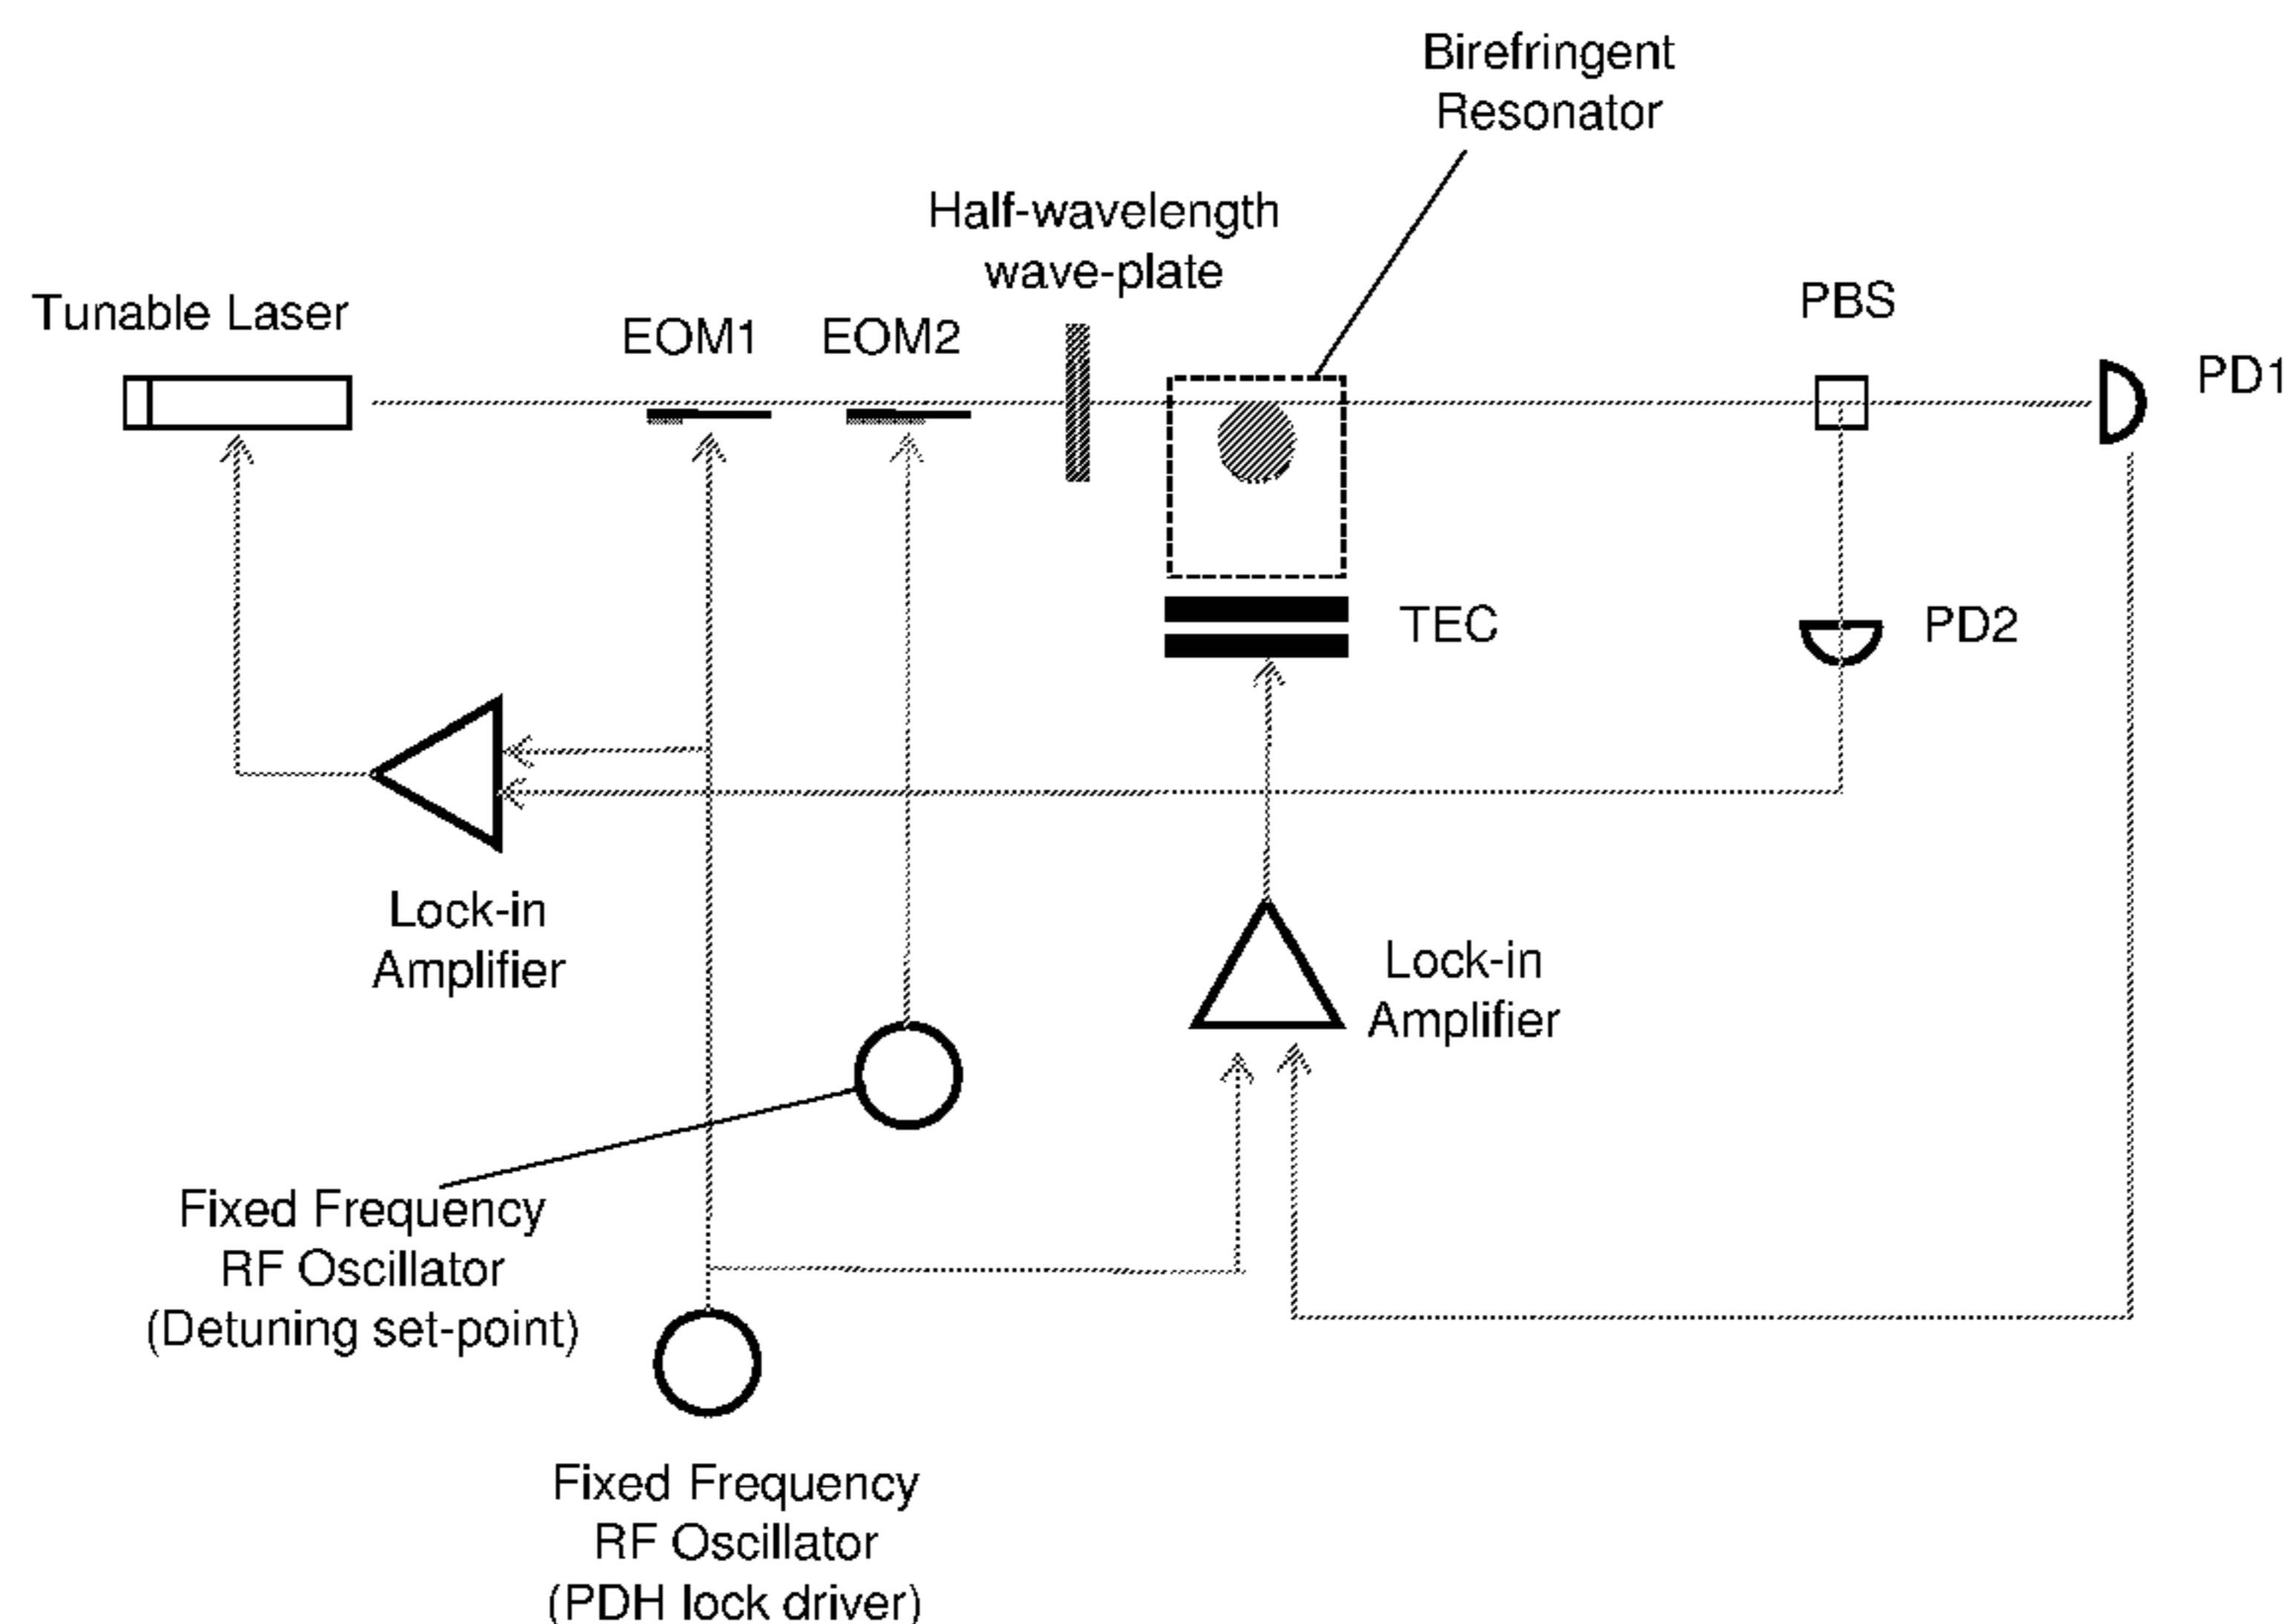 Birefringent
Resonator
Half-wavelength
wave-plate
Tunable Laser
EOM1
EOM2
PBS
PD1
TEC
PD2
Lock-in
Amplifier
Lock-in
Amplifier
Fixed Frequency
RF Oscillator
(Detuning set-point)
Fixed Frequency
RF Oscillator
(PDH lock driver)